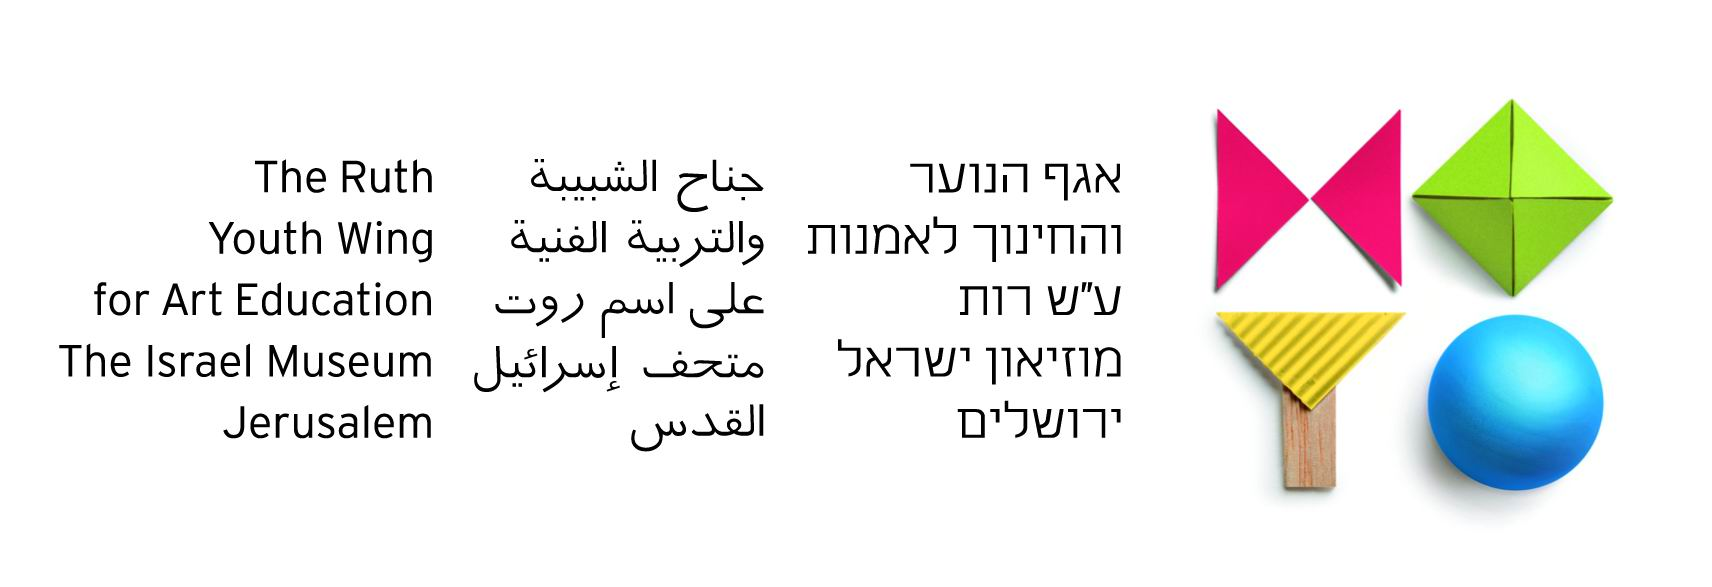 The Ruth
Youth Wing
for Art Education
The Israel Museum
Jerusalem
جناح الشبيبة
والتربية الفنية
على اسم روت
متحف إسرائيل
القدس
אגף הנוער
והחינוך לאמנות
ע"ש רות
מוזיאון ישראל
ירושלים